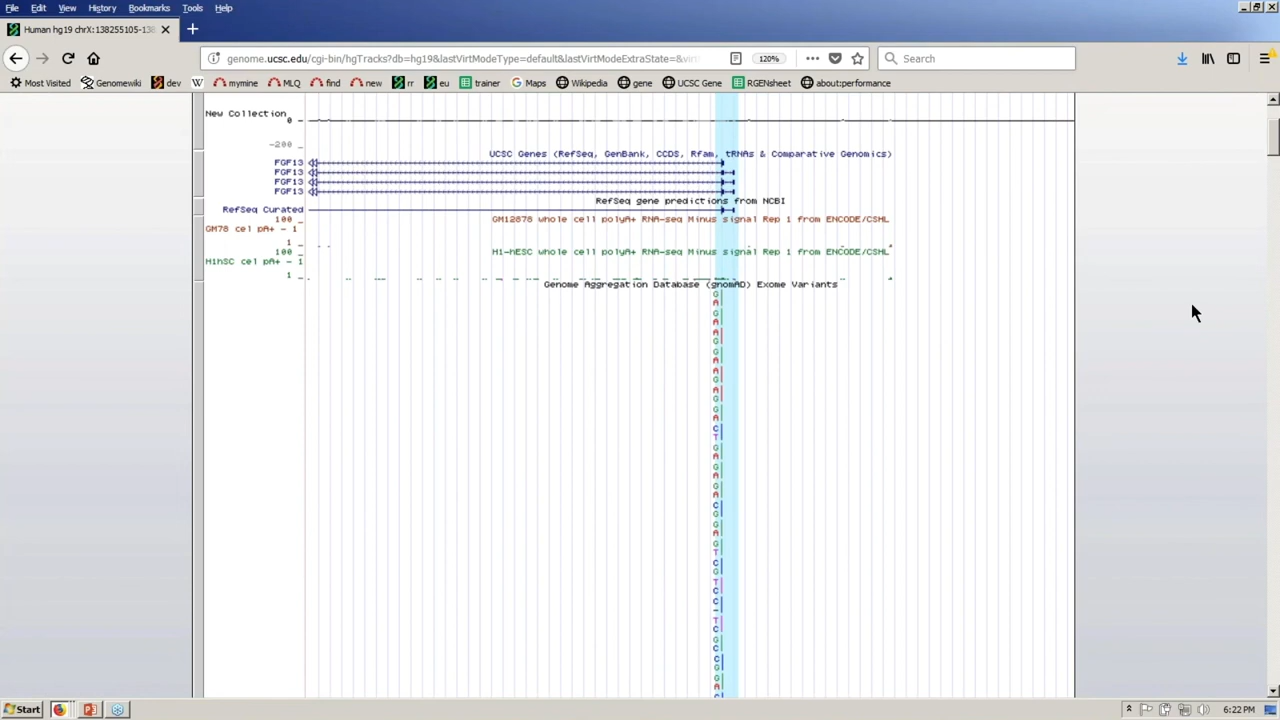 File Edit View History Bookmarks Tools Help
Human hg19 chrX:138255105-138
genome.ucsc.edu/cgi-bin/hgTracks?db=hg19&lastVirtModeType=default&lastVirtModeExtraState=&virt 120% Search
Most Visited Genomewiki dev mymine MLQ find new rr eu trainer Maps Wikipedia gene UCSC Gene RGENsheet about:performance
New Collection
0 _
-200 _
UCSC Genes (RefSeq, GenBank, CCDS, Rfam, tRNAs & Comparative Genomics)
FGF13
FGF13
FGF13
FGF13
RefSeq gene predictions from NCBI
RefSeq Curated
100 _ GM12878 whole cell polyA+ RNA-seq Minus signal Rep 1 from ENCODE/CSHL
GM78 cel pA+ - 1
1 _
100 _ H1-hESC whole cell polyA+ RNA-seq Minus signal Rep 1 from ENCODE/CSHL
H1hSC cel pA+ - 1
1 _
Genome Aggregation Database (gnomAD) Exome Variants
G
A
G
A
A
G
G
A
A
G
A
G
G
A
C
T
G
A
G
A
G
A
C
G
G
A
G
T
C
G
T
C
C
-
T
C
G
C
C
G
G
A
C
Start 6:22 PM